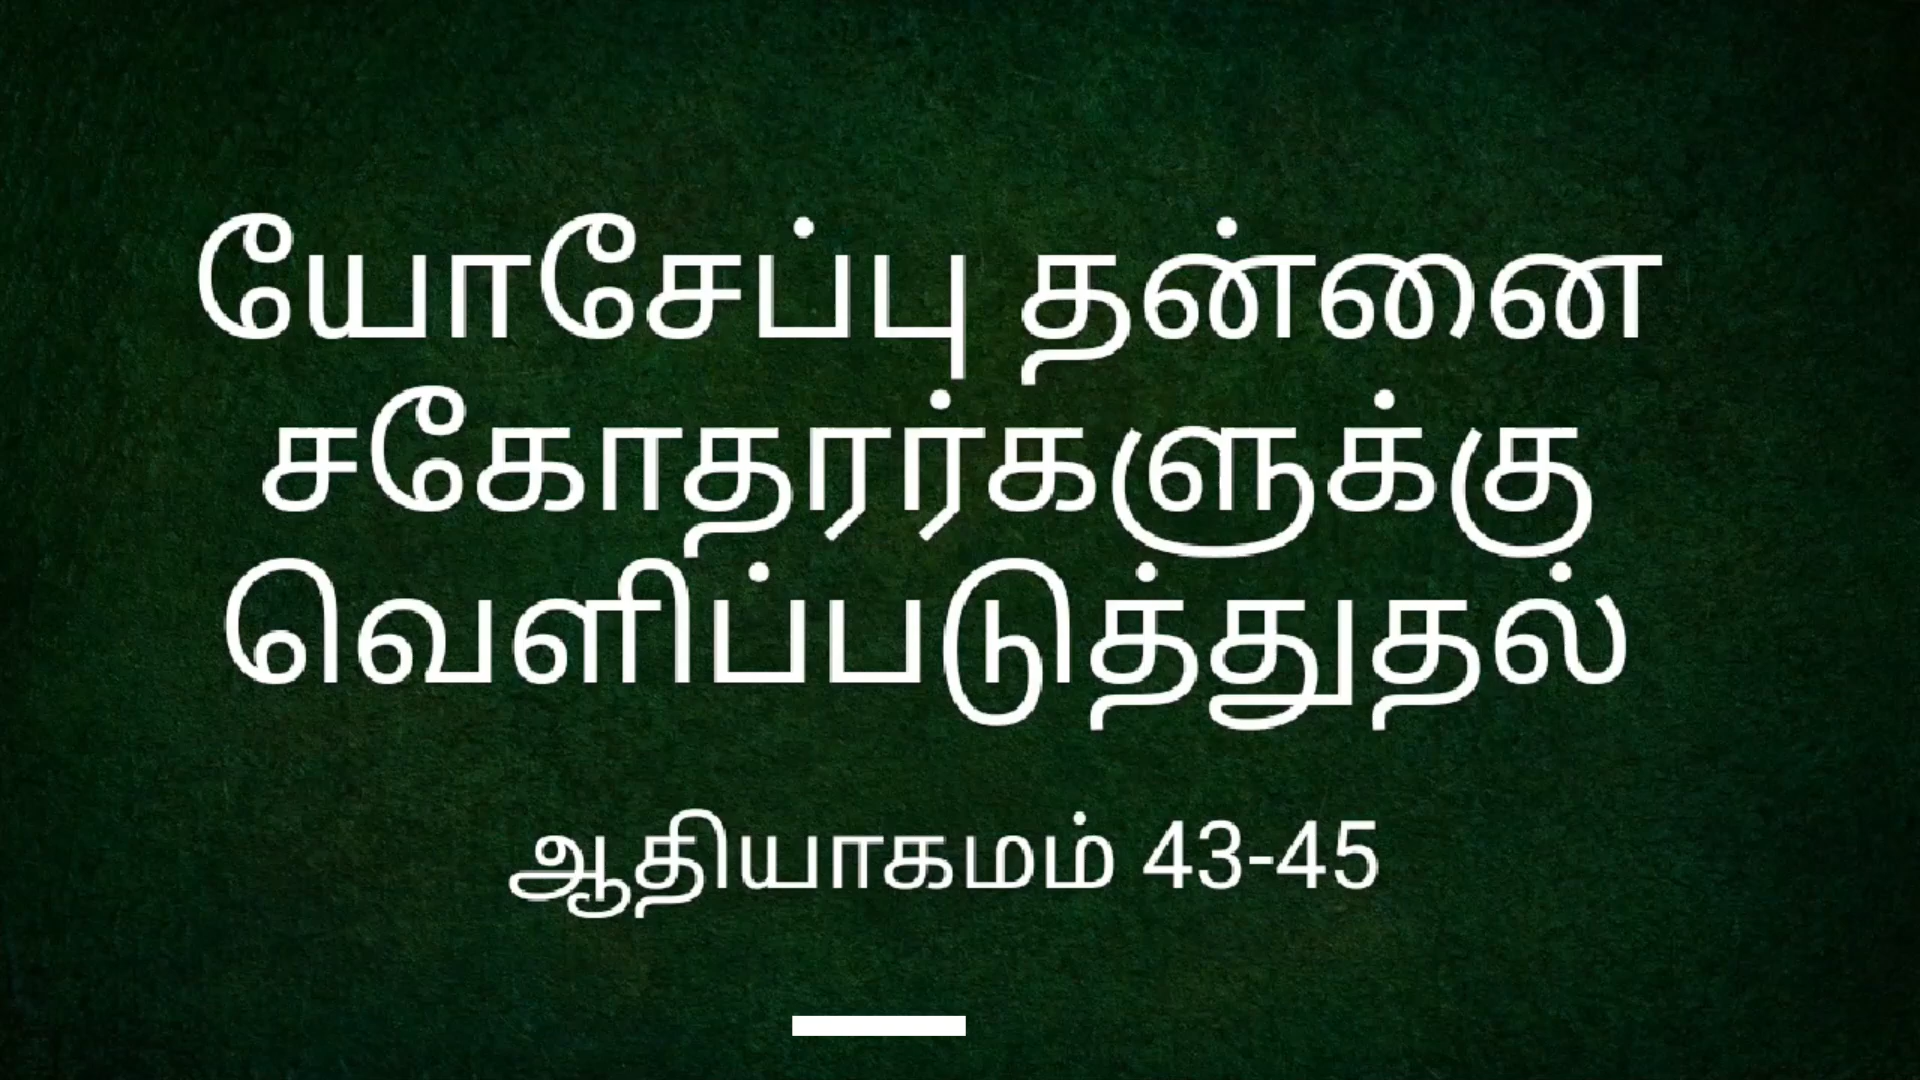 யோசேப்பு தன்னை
சகோதரர்களுக்கு
வெளிப்படுத்துதல்
ஆதியாகமம் 43-45